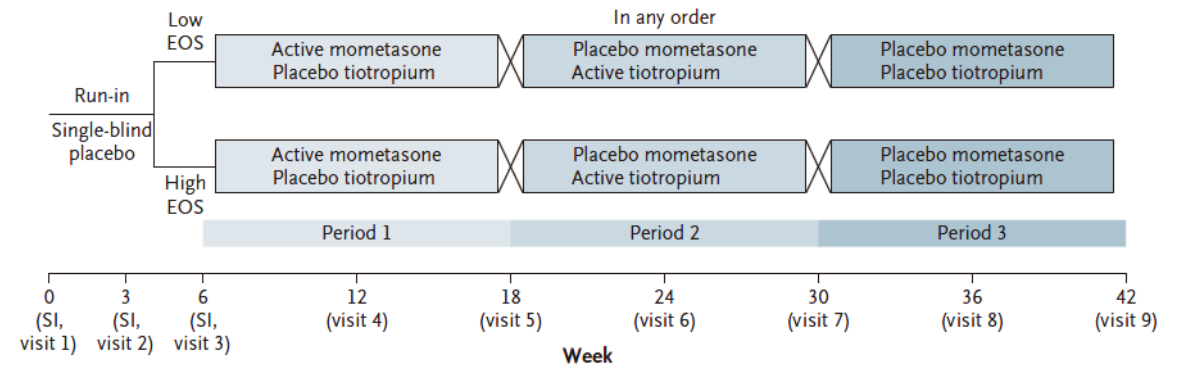 In any order
Low
EOS
Active mometasone
Placebo tiotropium
Placebo mometasone
Active tiotropium
Placebo mometasone
Placebo tiotropium
Run-in
Single-blind
placebo
High
EOS
Active mometasone
Placebo tiotropium
Placebo mometasone
Active tiotropium
Placebo mometasone
Placebo tiotropium
Period 1
Period 2
Period 3
0
(SI,
visit 1)
3
(SI,
visit 2)
6
(SI,
visit 3)
12
(visit 4)
18
(visit 5)
24
(visit 6)
30
(visit 7)
36
(visit 8)
42
(visit 9)
Week